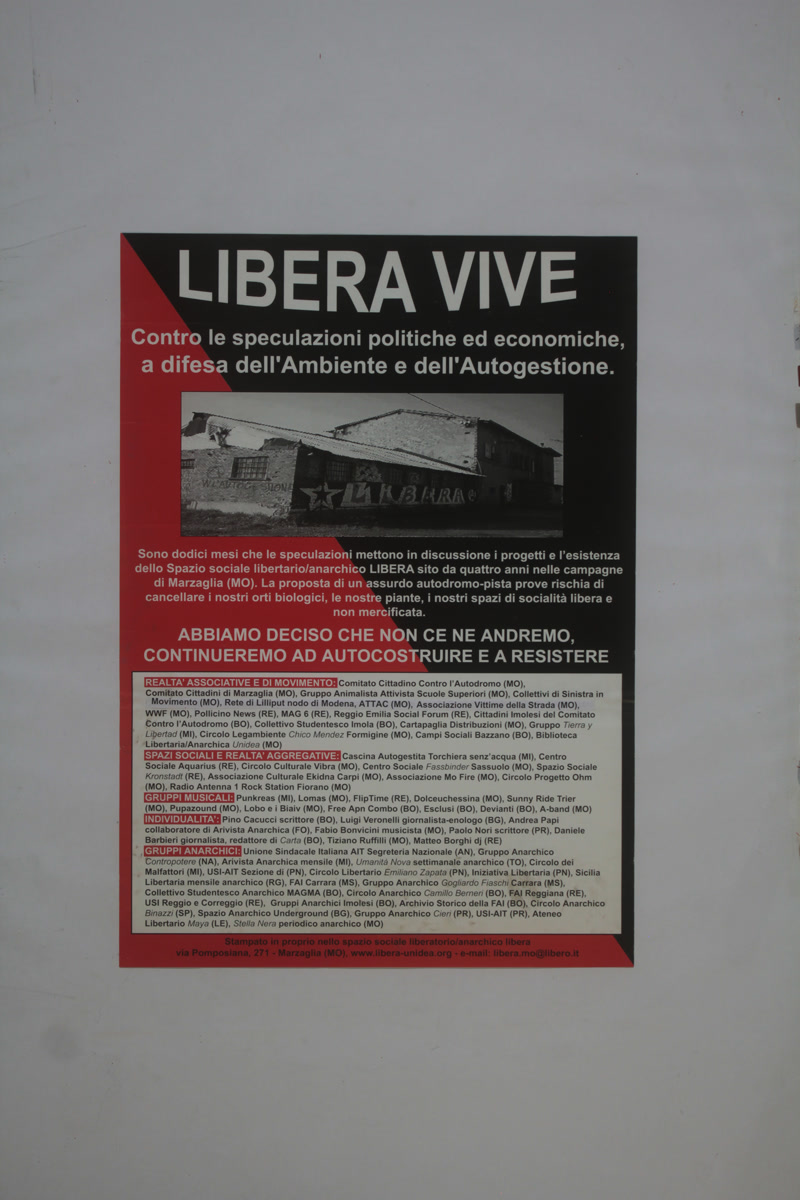 LIBERA VIVE
Contro le speculazioni politiche ed economiche,
a difesa dell'Ambiente e dell'Autogestione.
LIBERA
Sono dodici mesi che le speculazioni mettono in discussione i progetti e l'esistenza
dello Spazio sociale libertario/anarchico LIBERA sito da quattro anni nelle campagne
di Marzaglia (MO). La proposta di un assurdo autodromo-pista prove rischia di
cancellare i nostri orti biologici, le nostre piante, i nostri spazi di socialità libera e
non mercificata.
ABBIAMO DECISO CHE NON CE NE ANDREMO,
CONTINUEREMO AD AUTOCOSTRUIRE E A RESISTERE
REALTA' ASSOCIATIVE E DI MOVIMENTO: Comitato Cittadino Contro l'Autodromo (MO),
Comitato Cittadini di Marzaglia (MO), Gruppo Animalista Attivista Scuole Superiori (MO), Collettivi di Sinistra in
Movimento (MO), Rete di Lilliput nodo di Modena, ATTAC (MO), Associazione Vittime della Strada (MO),
WWF (MO), Pollicino News (RE), MAG 6 (RE), Reggio Emilia Social Forum (RE), Cittadini Imolesi del Comitato
Contro l'Autodromo (BO), Collettivo Studentesco Imola (BO), Cartapaglia Distribuzioni (MO), Gruppo Tierra y
Libertad (MI), Circolo Legambiente Chico Mendez Formigine (MO), Campi Sociali Bazzano (BO), Biblioteca
Libertaria/Anarchica Unidea (MO)
SPAZI SOCIALI E REALTA' AGGREGATIVE: Cascina Autogestita Torchiera senz'acqua (MI), Centro
Sociale Aquarius (RE), Circolo Culturale Vibra (MO), Centro Sociale Fassbinder Sassuolo (MO), Spazio Sociale
Kronstadt (RE), Associazione Culturale Ekidna Carpi (MO), Associazione Mo Fire (MO), Circolo Progetto Ohm
(MO), Radio Antenna 1 Rock Station Fiorano (MO)
GRUPPI MUSICALI: Punkreas (MI), Lomas (MO), FlipTime (RE), Dolceuchessina (MO), Sunny Ride Trier
(MO), Pupazound (MO), Lobo e i Biaiv (MO), Free Apn Combo (BO), Esclusi (BO), Devianti (BO), A-band (MO)
INDIVIDUALITA': Pino Cacucci scrittore (BO), Luigi Veronelli giornalista-enologo (BG), Andrea Papi
collaboratore di Arivista Anarchica (FO), Fabio Bonvicini musicista (MO), Paolo Nori scrittore (PR), Daniele
Barbieri giornalista, redattore di Carta (BO), Tiziano Ruffilli (MO), Matteo Borghi dj (RE)
GRUPPI ANARCHICI: Unione Sindacale Italiana AIT Segreteria Nazionale (AN), Gruppo Anarchico
Contropotere (NA), Arivista Anarchica mensile (MI), Umanità Nova settimanale anarchico (TO), Circolo dei
Malfattori (MI), USI-AIT Sezione di (PN), Circolo Libertario Emiliano Zapata (PN), Iniziativa Libertaria (PN), Sicilia
Libertaria mensile anarchico (RG), FAI Carrara (MS), Gruppo Anarchico Gogliardo Fiaschi Carrara (MS),
Collettivo Studentesco Anarchico MAGMA (BO), Circolo Anarchico Camillo Berneri (BO), FAI Reggiana (RE),
USI Reggio e Correggio (RE), Gruppi Anarchici Imolesi (BO), Archivio Storico della FAI (BO), Circolo Anarchico
Binazzi (SP), Spazio Anarchico Underground (BG), Gruppo Anarchico Cieri (PR), USI-AIT (PR), Ateneo
Libertario Maya (LE), Stella Nera periodico anarchico (MO)
Stampato in proprio nello spazio sociale liberatorio/anarchico libera
via Pomposiana, 271 - Marzaglia (MO), www.libera-unidea.org - e-mail: libera.mo@libero.it